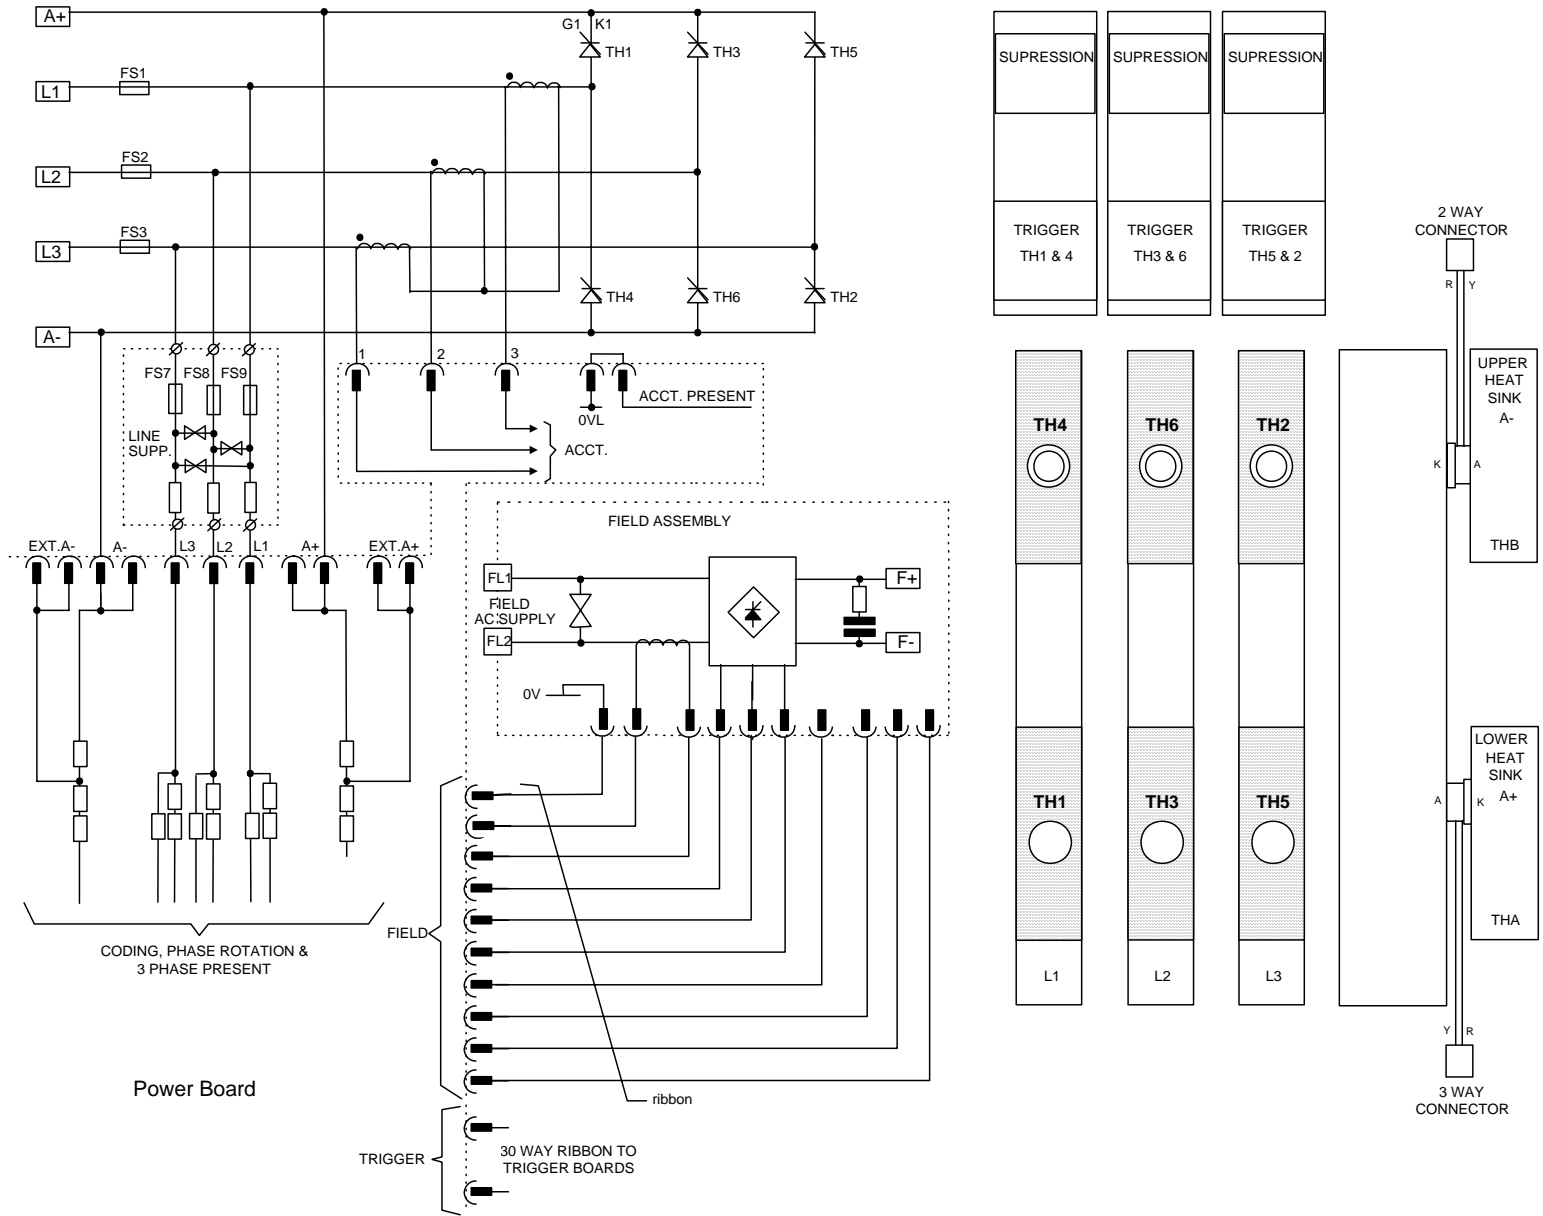 A+
G1 K1
TH1
TH3
TH5
L1
FS1
L2
FS2
L3
FS3
TH4
TH6
TH2
A-
1
2
3
FS7 FS8 FS9
LINE
SUPP.
0VL
ACCT. PRESENT
ACCT.
EXT.A-
A-
L3
L2
L1
A+
EXT.A+
FIELD ASSEMBLY
FL1
FIELD
AC SUPPLY
FL2
F+
F-
0V
CODING, PHASE ROTATION &
3 PHASE PRESENT
FIELD
ribbon
Power Board
TRIGGER
30 WAY RIBBON TO
TRIGGER BOARDS
SUPRESSION
SUPRESSION
SUPRESSION
TRIGGER
TH1 & 4
TRIGGER
TH3 & 6
TRIGGER
TH5 & 2
TH4
TH6
TH2
TH1
TH3
TH5
L1
L2
L3
2 WAY
CONNECTOR
R Y
UPPER
HEAT
SINK
A-
K A
THB
LOWER
HEAT
SINK
A+
A K
THA
Y R
3 WAY
CONNECTOR